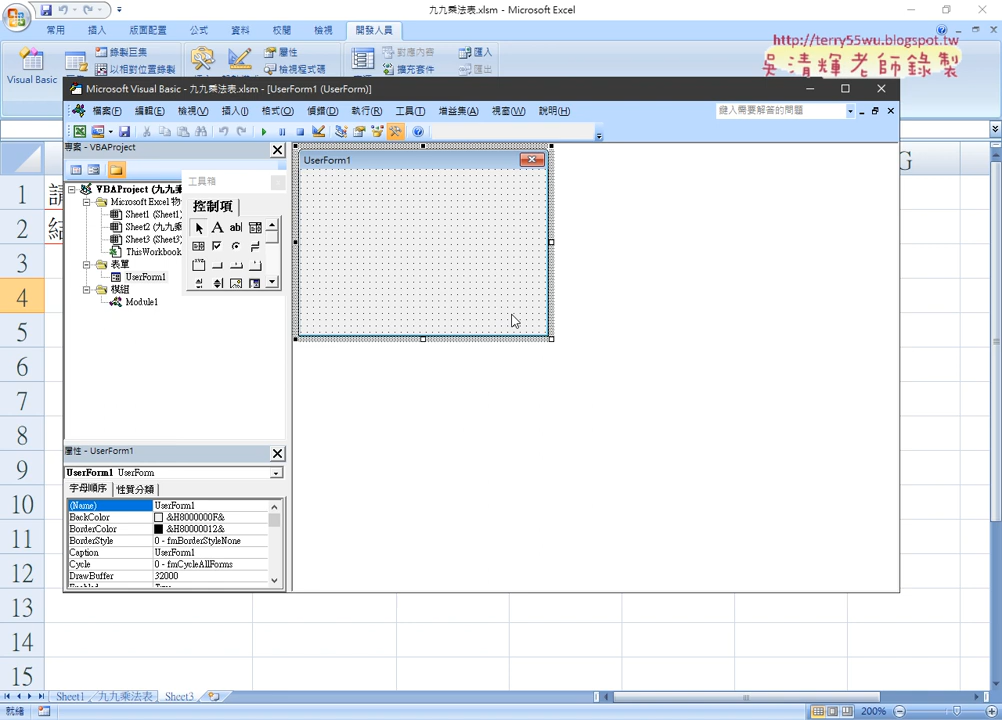 九九乘法表.xlsm - Microsoft Excel
常用 插入 版面配置 公式 資料 校閱 檢視 開發人員
http://terry55wu.blogspot.tw
吳清輝老師錄製
Visual Basic
錄製巨集
以相對位置錄製
屬性
檢視程式碼
對應內容
擴充套件
匯入
匯出
Microsoft Visual Basic - 九九乘法表.xlsm - [UserForm1 (UserForm)]
檔案(F) 編輯(E) 檢視(V) 插入(I) 格式(O) 偵錯(D) 執行(R) 工具(T) 增益集(A) 視窗(W) 說明(H)
鍵入需要解答的問題
專案 - VBAProject
VBAProject (九九乘
Microsoft Excel 物
Sheet1 (Sheet1)
Sheet2 (九九乘
Sheet3 (Sheet3)
ThisWorkbook
表單
UserForm1
模組
Module1
工具箱
控制項
A
ab|
UserForm1
屬性 - UserForm1
UserForm1 UserForm
字母順序 性質分類
(Name) UserForm1
BackColor &H8000000F&
BorderColor &H80000012&
BorderStyle 0 - fmBorderStyleNone
Caption UserForm1
Cycle 0 - fmCycleAllForms
DrawBuffer 32000
Enabled True
G
1
2
3
4
5
6
7
8
9
10
11
12
13
14
15
Sheet1 九九乘法表 Sheet3
就緒
200%